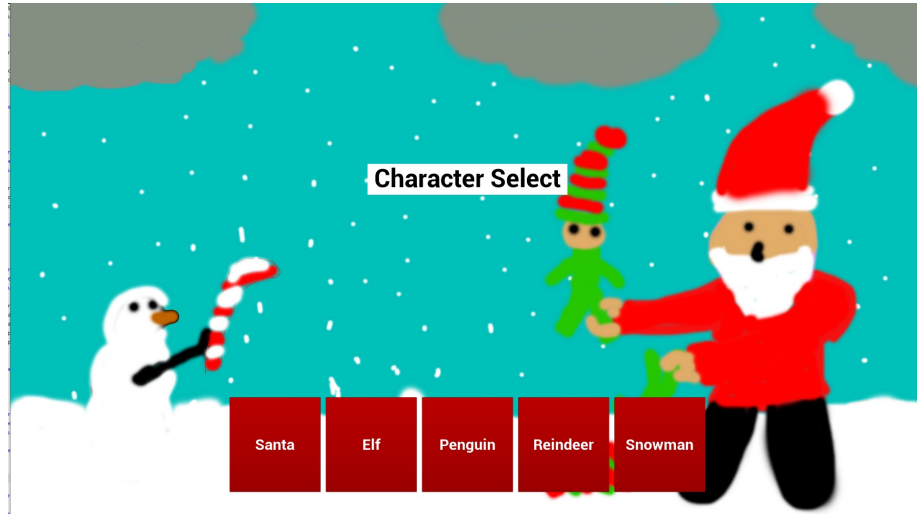 Character Select
Santa
Elf
Penguin
Reindeer
Snowman